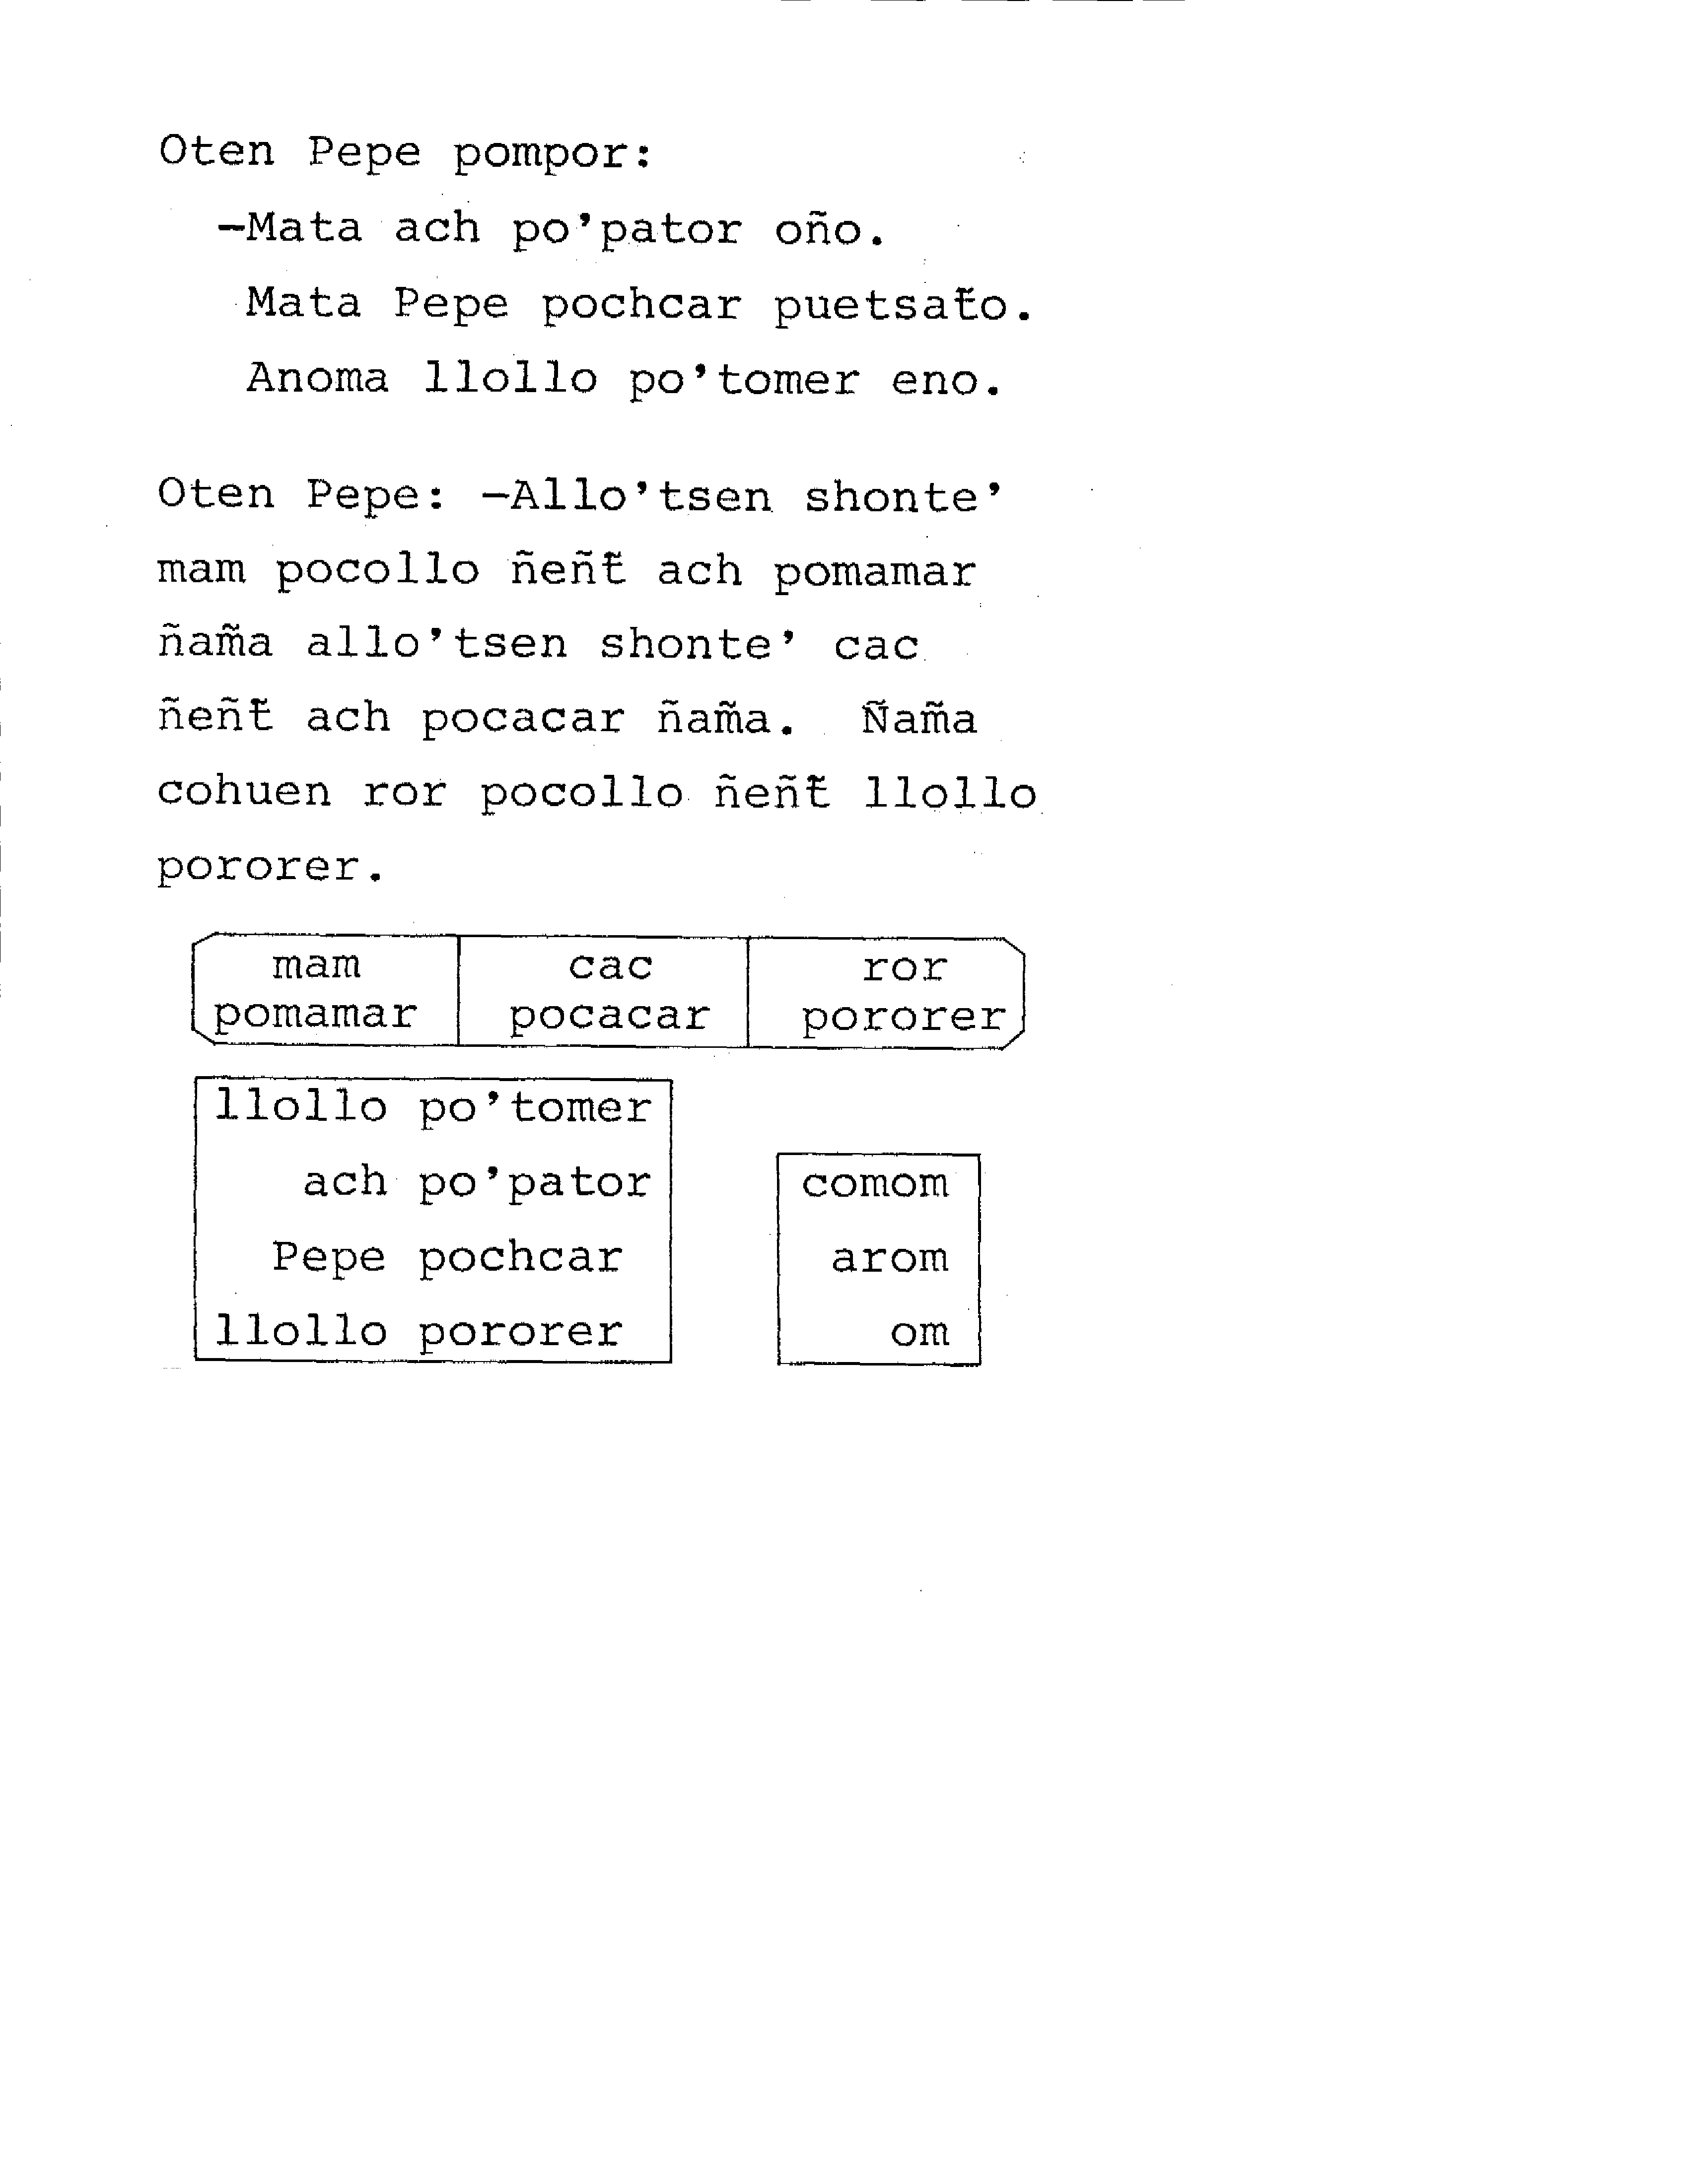 Oten Pepe pompor:
—Mata ach po’pator oño.
Mata Pepe pochcar puetsat̃o.
Anoma llollo po’tomer eno.
Oten Pepe: —Allo’tsen shonte’
mam pocollo ñeñt̃ ach pomamar
ñam̃a allo’tsen shonte’ cac
ñeñt̃ ach pocacar ñam̃a. Ñam̃a
cohuen ror pocollo ñeñt̃ llollo
pororer.
mam cac ror
pomamar pocacar pororer
llollo po’tomer
ach po’pator
Pepe pochcar
llollo pororer
comom
arom
om